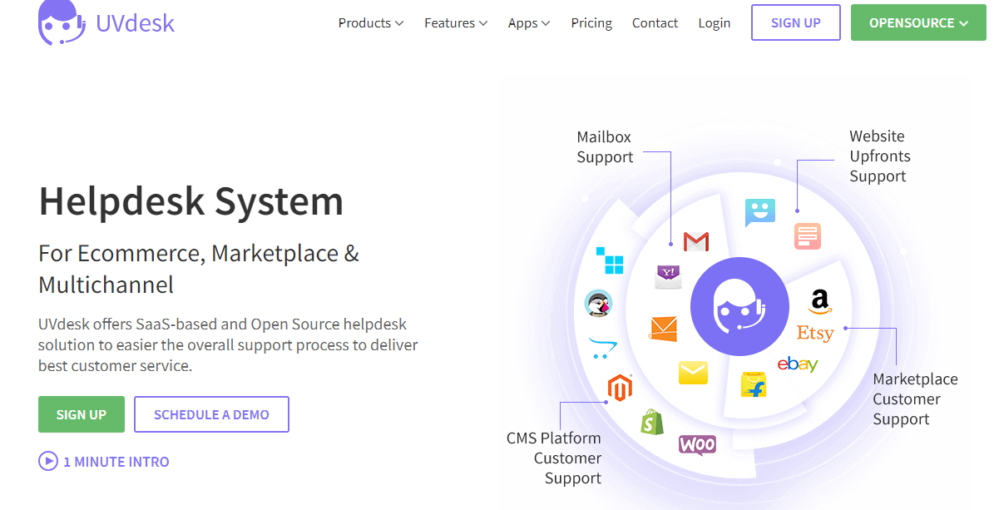 UVdesk
Products
Features
Apps
Pricing
Contact
Login
SIGN UP
OPENSOURCE
Helpdesk System
For Ecommerce, Marketplace &
Multichannel
UVdesk offers SaaS-based and Open Source helpdesk
solution to easier the overall support process to deliver
best customer service.
SIGN UP
SCHEDULE A DEMO
1 MINUTE INTRO
Mailbox
Support
Website
Upfronts
Support
Y!
a
Etsy
ebay
f
S
WOO
Marketplace
Customer
Support
CMS Platform
Customer
Support